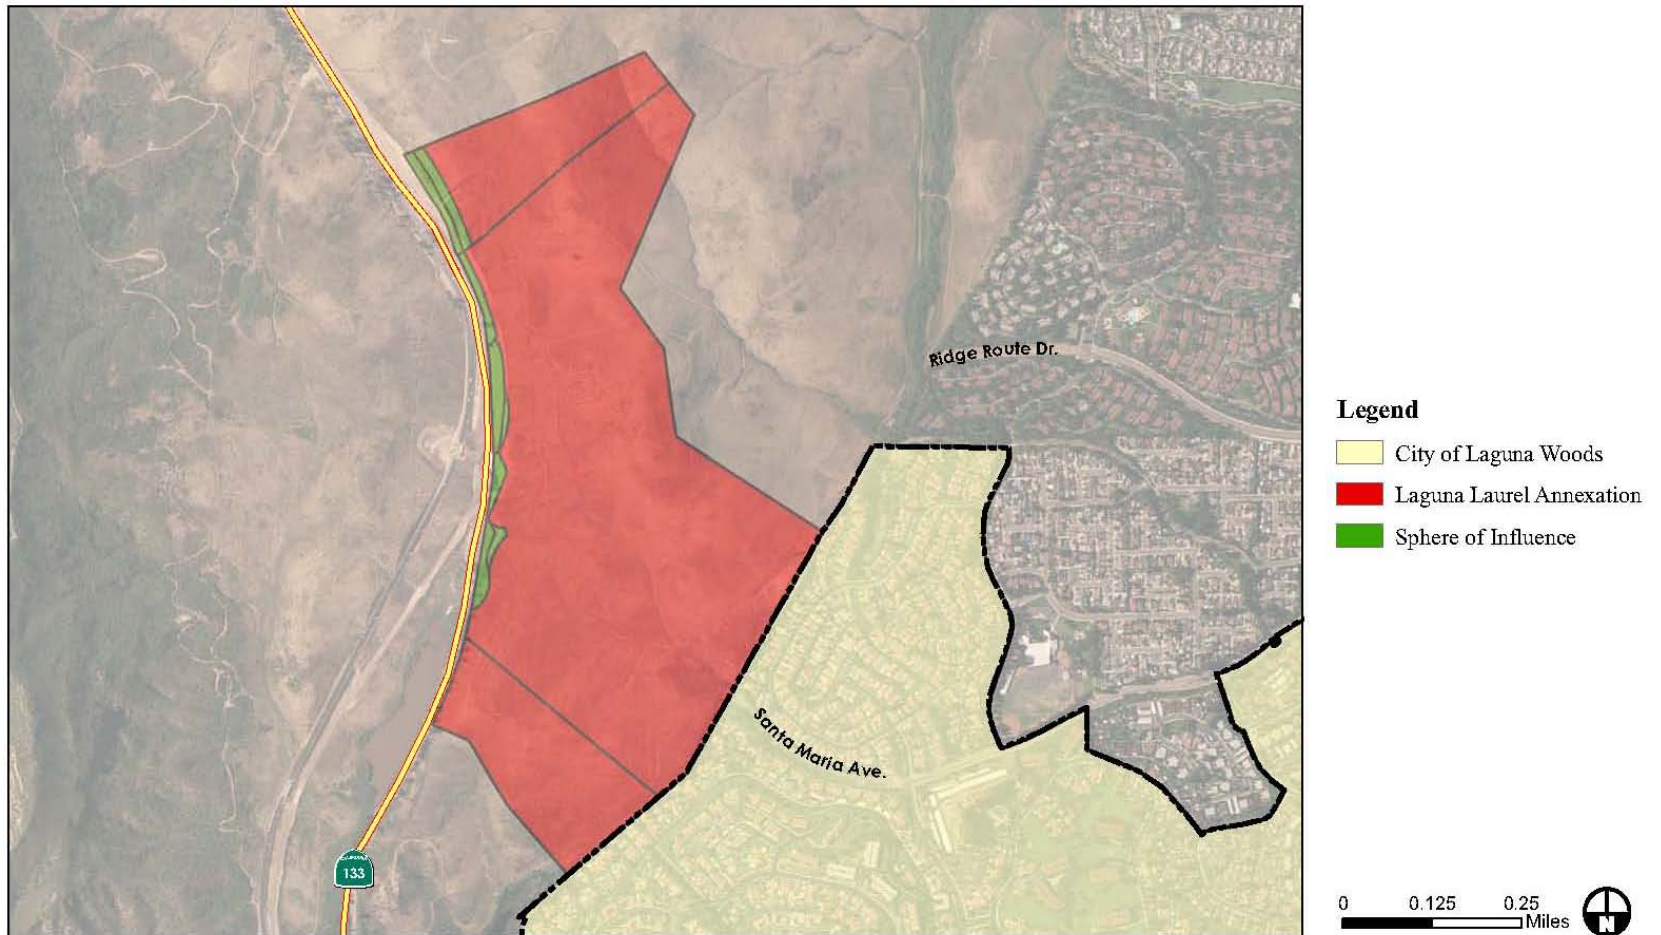 Ridge Route Dr.
Santa Maria Ave.
133
Legend
City of Laguna Woods
Laguna Laurel Annexation
Sphere of Influence
0 0.125 0.25
Miles
N